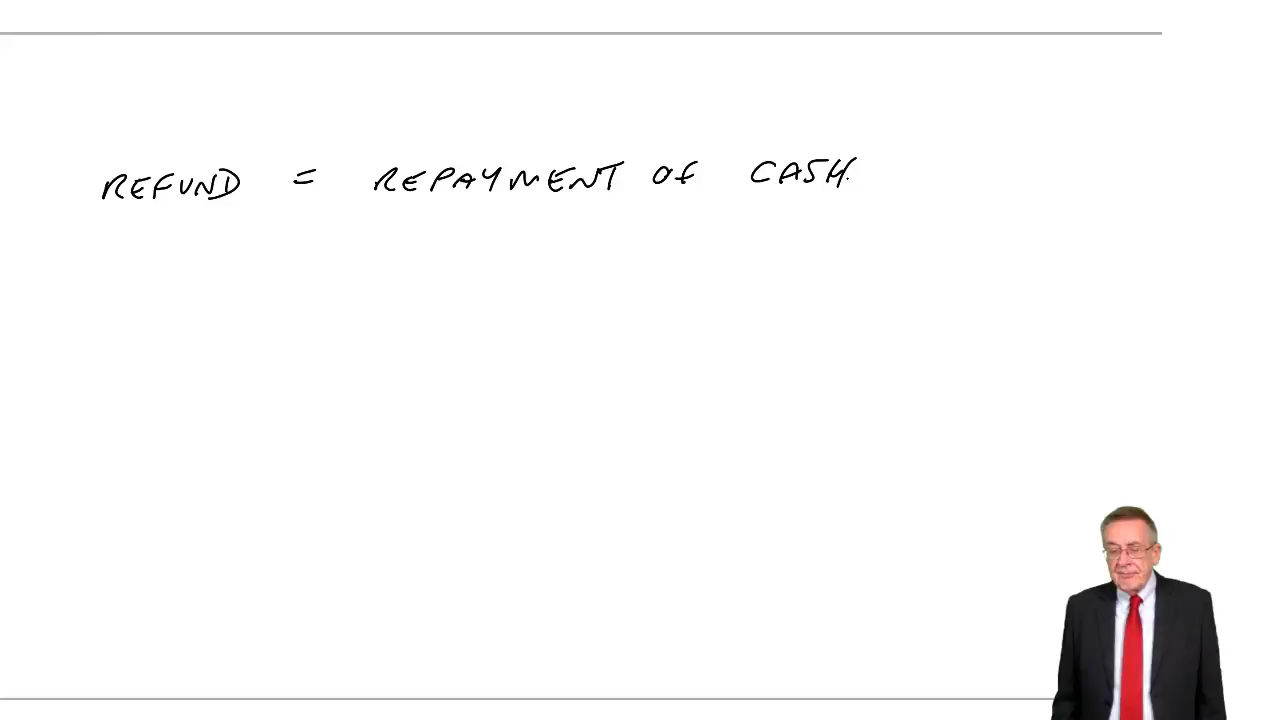 REFUND = REPAYMENT OF CASH.